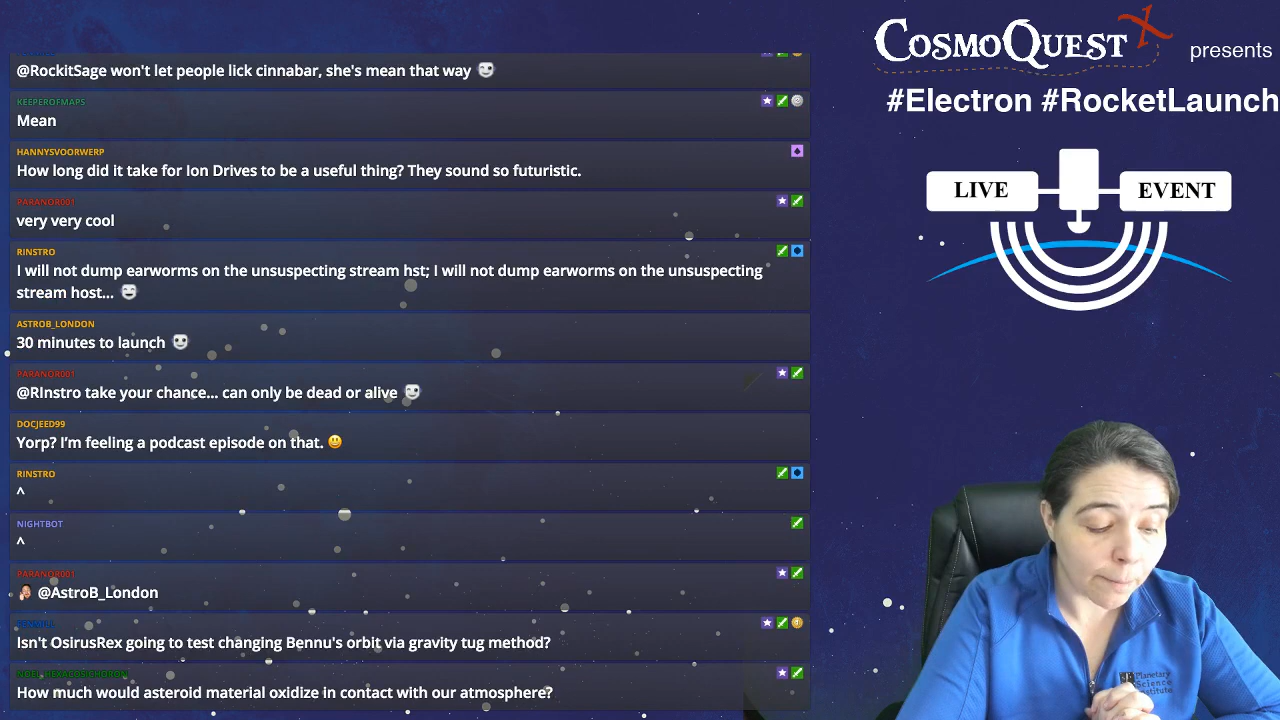 @RockitSage won't let people lick cinnabar, she's mean that way
KEEPEROFMAPS
Mean
HANNYSVOORWERP
How long did it take for Ion Drives to be a useful thing? They sound so futuristic.
PARANOR001
very very cool
RINSTRO
I will not dump earworms on the unsuspecting stream hst; I will not dump earworms on the unsuspecting
stream host...
ASTROB_LONDON
30 minutes to launch
PARANOR001
@RInstro take your chance... can only be dead or alive
DOCJEED99
Yorp? I'm feeling a podcast episode on that.
RINSTRO
^
NIGHTBOT
^
PARANOR001
@AstroB_London
Isn't OsirusRex going to test changing Bennu's orbit via gravity tug method?
NOEL_HEXACOSICHORON
How much would asteroid material oxidize in contact with our atmosphere?
COSMOQUEST X
presents
#Electron #RocketLaunch
LIVE EVENT
Planetary
Science
Institute